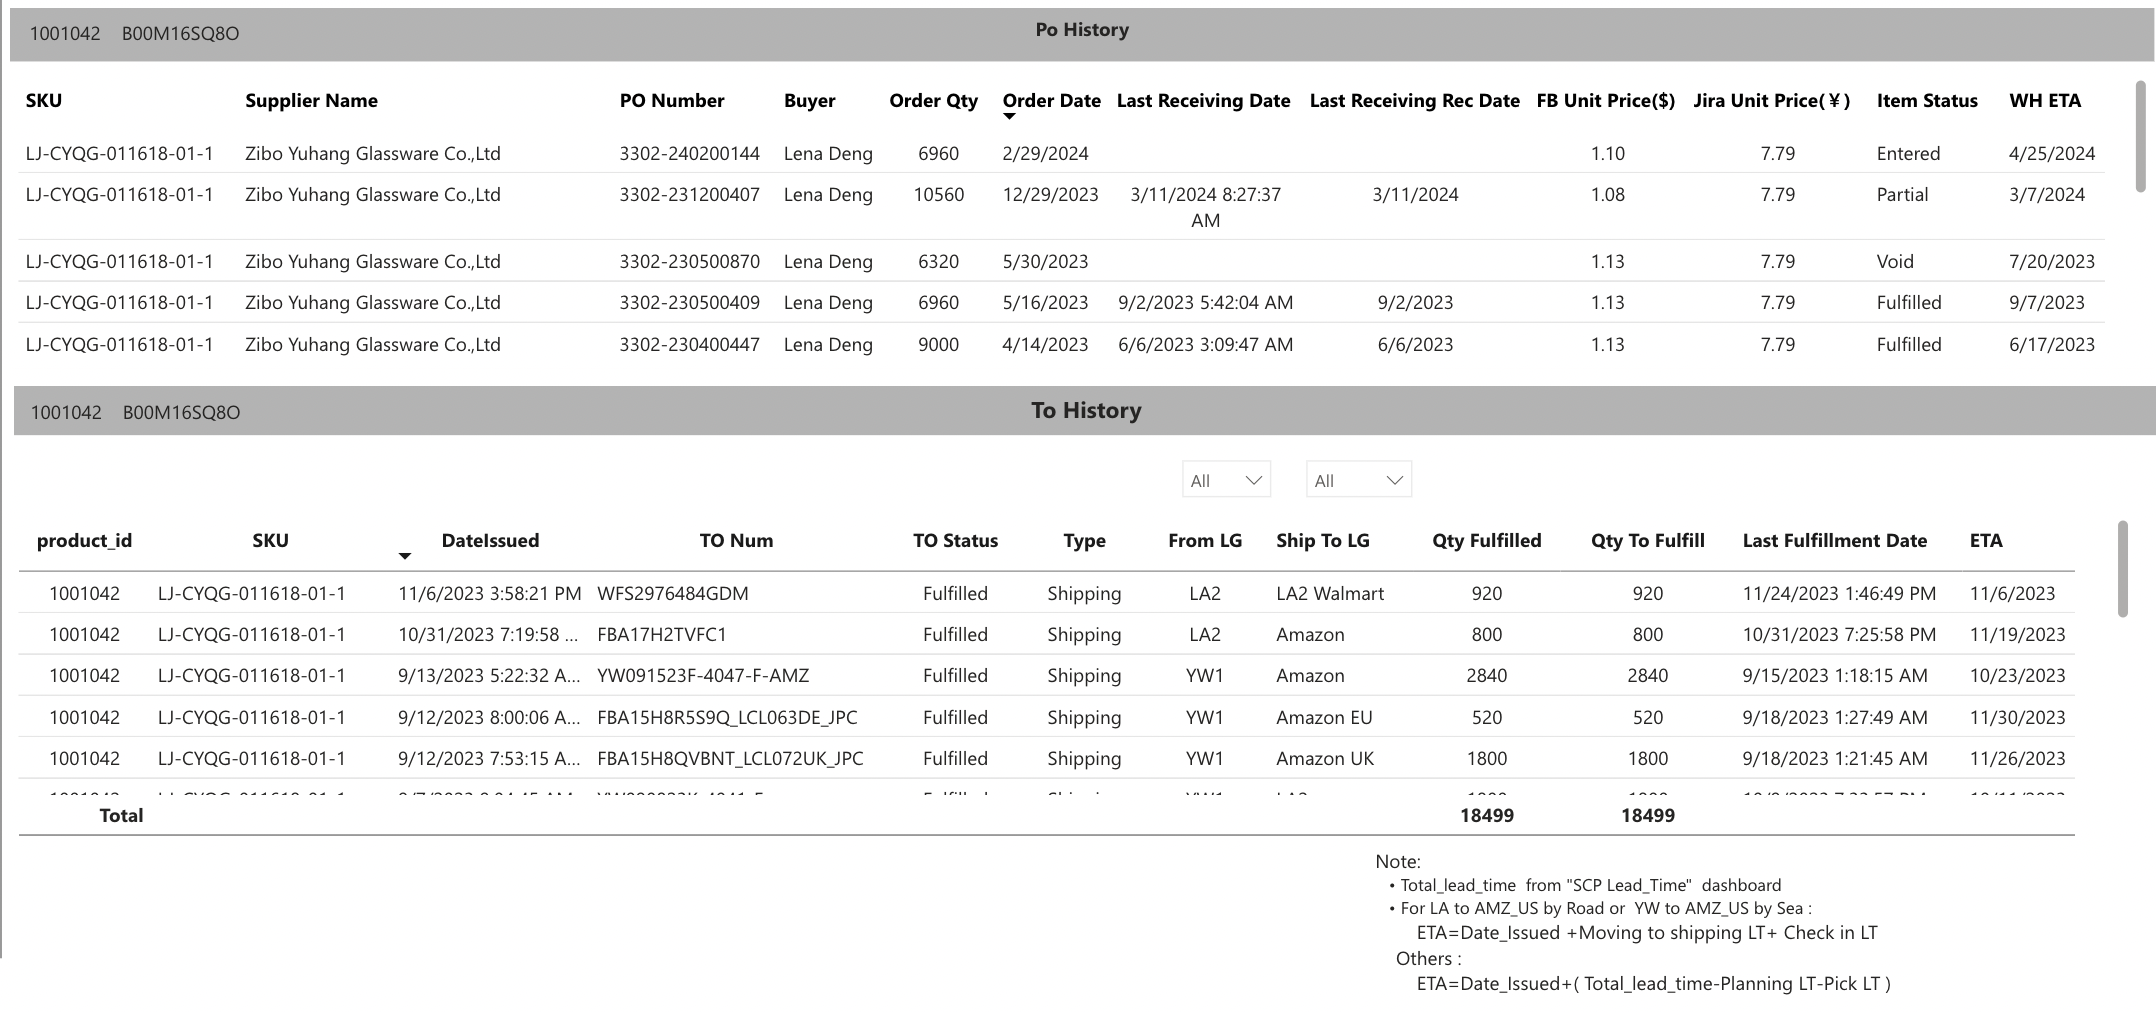 1001042 B00M16SQ8O Po History
SKU Supplier Name PO Number Buyer Order Qty Order Date Last Receiving Date Last Receiving Rec Date FB Unit Price($) Jira Unit Price(¥) Item Status WH ETA
LJ-CYQG-011618-01-1 Zibo Yuhang Glassware Co.,Ltd 3302-240200144 Lena Deng 6960 2/29/2024 1.10 7.79 Entered 4/25/2024
LJ-CYQG-011618-01-1 Zibo Yuhang Glassware Co.,Ltd 3302-231200407 Lena Deng 10560 12/29/2023 3/11/2024 8:27:37 3/11/2024 1.08 7.79 Partial 3/7/2024
AM
LJ-CYQG-011618-01-1 Zibo Yuhang Glassware Co.,Ltd 3302-230500870 Lena Deng 6320 5/30/2023 1.13 7.79 Void 7/20/2023
LJ-CYQG-011618-01-1 Zibo Yuhang Glassware Co.,Ltd 3302-230500409 Lena Deng 6960 5/16/2023 9/2/2023 5:42:04 AM 9/2/2023 1.13 7.79 Fulfilled 9/7/2023
LJ-CYQG-011618-01-1 Zibo Yuhang Glassware Co.,Ltd 3302-230400447 Lena Deng 9000 4/14/2023 6/6/2023 3:09:47 AM 6/6/2023 1.13 7.79 Fulfilled 6/17/2023
1001042 B00M16SQ8O To History
All All
product_id SKU DateIssued TO Num TO Status Type From LG Ship To LG Qty Fulfilled Qty To Fulfill Last Fulfillment Date ETA
1001042 LJ-CYQG-011618-01-1 11/6/2023 3:58:21 PM WFS2976484GDM Fulfilled Shipping LA2 LA2 Walmart 920 920 11/24/2023 1:46:49 PM 11/6/2023
1001042 LJ-CYQG-011618-01-1 10/31/2023 7:19:58 ... FBA17H2TVFC1 Fulfilled Shipping LA2 Amazon 800 800 10/31/2023 7:25:58 PM 11/19/2023
1001042 LJ-CYQG-011618-01-1 9/13/2023 5:22:32 A... YW091523F-4047-F-AMZ Fulfilled Shipping YW1 Amazon 2840 2840 9/15/2023 1:18:15 AM 10/23/2023
1001042 LJ-CYQG-011618-01-1 9/12/2023 8:00:06 A... FBA15H8R5S9Q_LCL063DE_JPC Fulfilled Shipping YW1 Amazon EU 520 520 9/18/2023 1:27:49 AM 11/30/2023
1001042 LJ-CYQG-011618-01-1 9/12/2023 7:53:15 A... FBA15H8QVBNT_LCL072UK_JPC Fulfilled Shipping YW1 Amazon UK 1800 1800 9/18/2023 1:21:45 AM 11/26/2023
Total 18499 18499
Note:
• Total_lead_time from "SCP Lead_Time" dashboard
• For LA to AMZ_US by Road or YW to AMZ_US by Sea :
ETA=Date_Issued +Moving to shipping LT+ Check in LT
Others :
ETA=Date_Issued+( Total_lead_time-Planning LT-Pick LT )